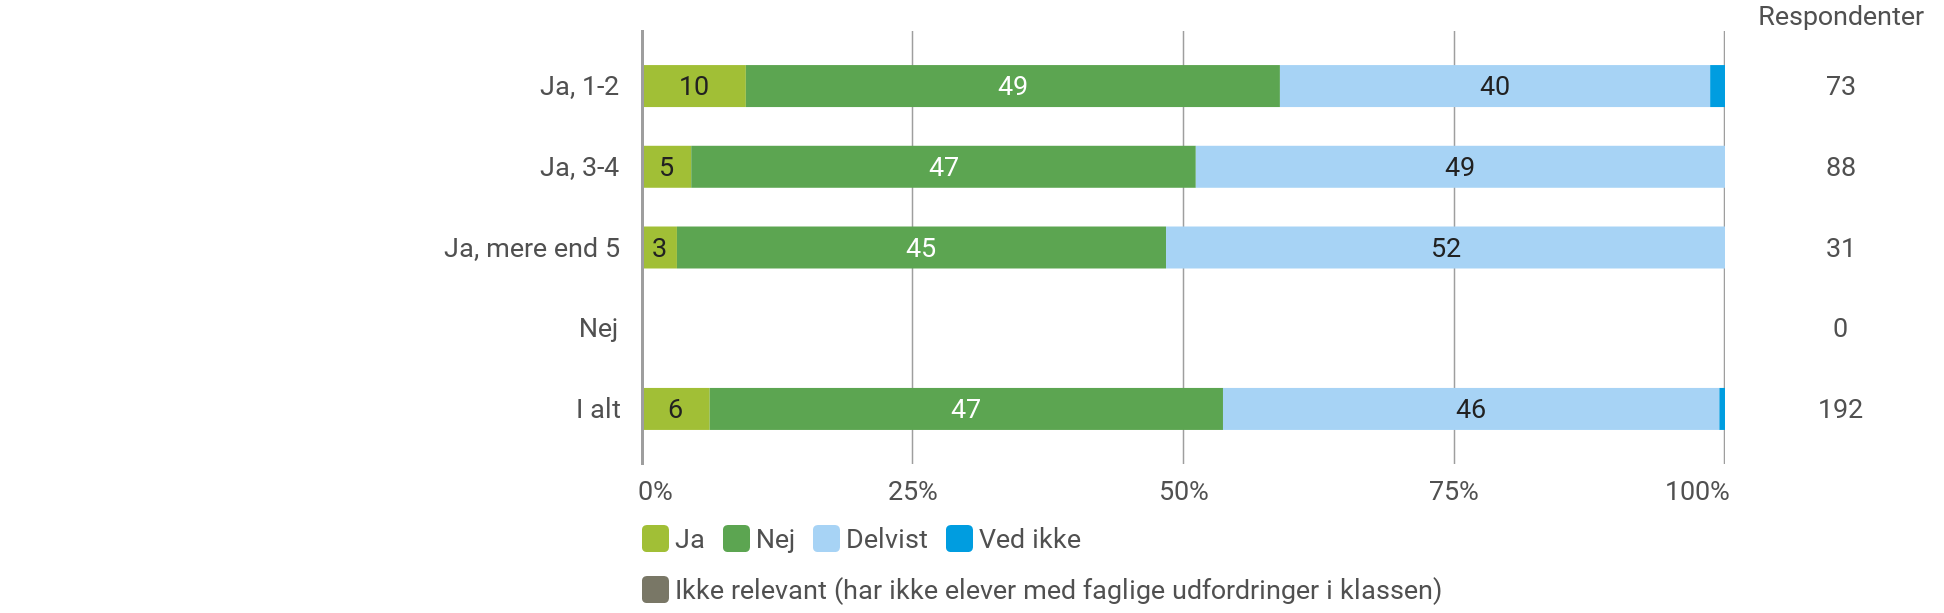 Respondenter
Ja, 1-2 10 49 40 73
Ja, 3-4 5 47 49 88
Ja, mere end 5 3 45 52 31
Nej 0
I alt 6 47 46 192
0% 25% 50% 75% 100%
Ja Nej Delvist Ved ikke
Ikke relevant (har ikke elever med faglige udfordringer i klassen)